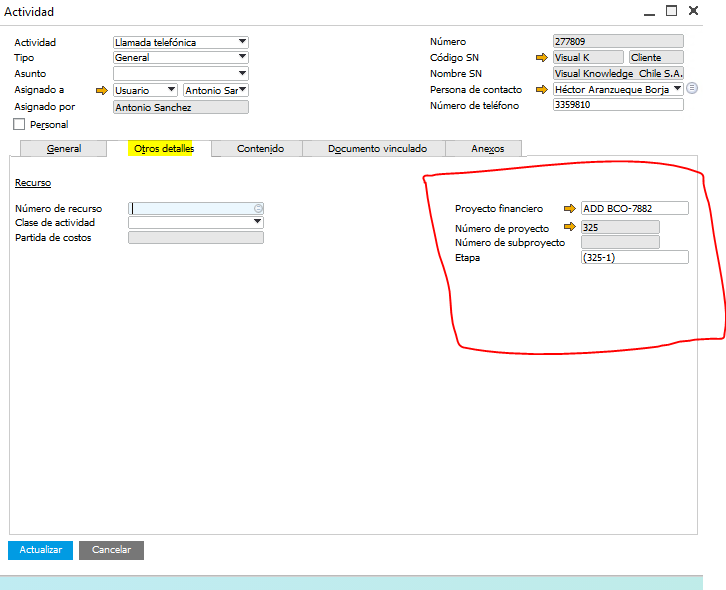 Actividad
Actividad Llamada telefónica
Tipo General
Asunto
Asignado a Usuario Antonio Sar
Asignado por Antonio Sanchez
Personal
Número 277809
Código SN Visual K Cliente
Nombre SN Visual Knowledge Chile S.A.
Persona de contacto Héctor Aranzueque Borja
Número de teléfono 3359810
General Otros detalles Contenido Documento vinculado Anexos
Recurso
Número de recurso
Clase de actividad
Partida de costos
Proyecto financiero ADD BCO-7882
Número de proyecto 325
Número de subproyecto
Etapa (325-1)
Actualizar Cancelar